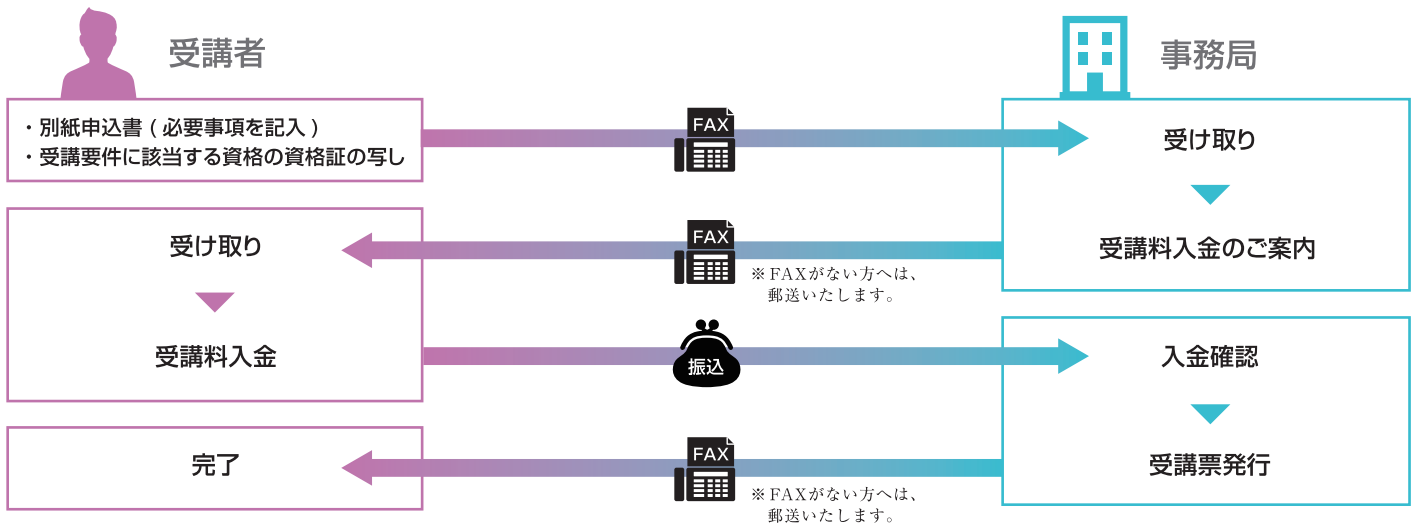 受講者
事務局
・別紙申込書 ( 必要事項を記入 )
・受講要件に該当する資格の資格証の写し
FAX
受け取り
受講料入金のご案内
FAX
※FAXがない方へは、
郵送いたします。
受け取り
受講料入金
振込
入金確認
受講票発行
FAX
※FAXがない方へは、
郵送いたします。
完了